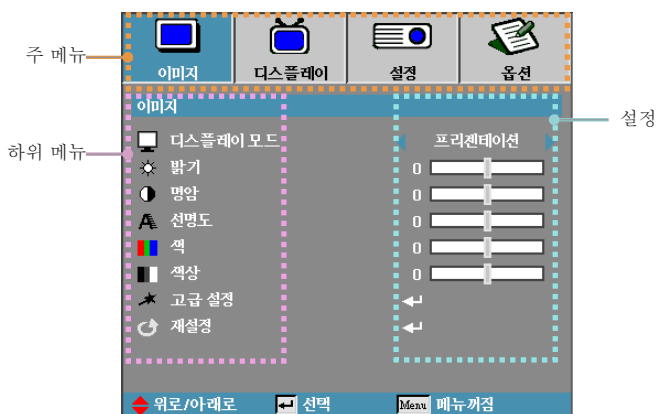 주 메뉴
이미지 디스플레이 설정 옵션
이미지
설정
하위 메뉴
디스플레이 모드 프리젠테이션
밝기 0
명암 0
선명도 0
색 0
색상 0
고급 설정
재설정
위로/아래로 선택 Menu 메뉴꺼짐